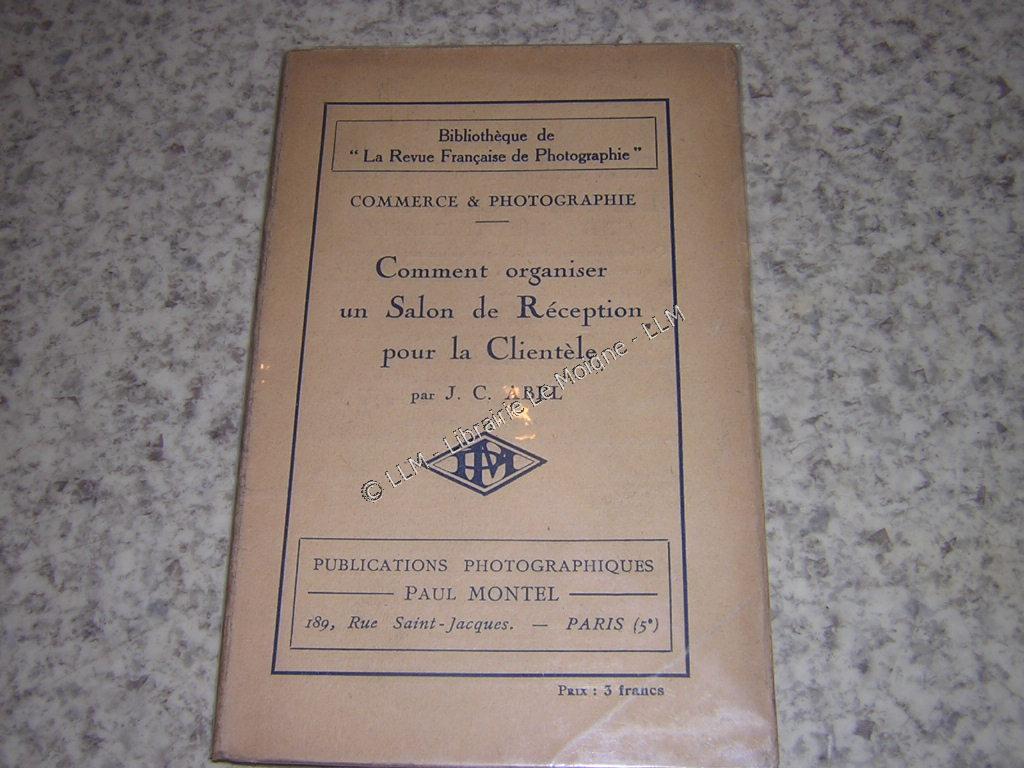 Bibliothèque de
“ La Revue Française de Photographie ”
COMMERCE & PHOTOGRAPHIE
Comment organiser
un Salon de Réception
pour la Clientèle
par J. C. ABEL
© LLM - Librairie Le Moigne - LLM
PUBLICATIONS PHOTOGRAPHIQUES
PAUL MONTEL
189, Rue Saint-Jacques. — PARIS (5e)
PRIX : 3 francs